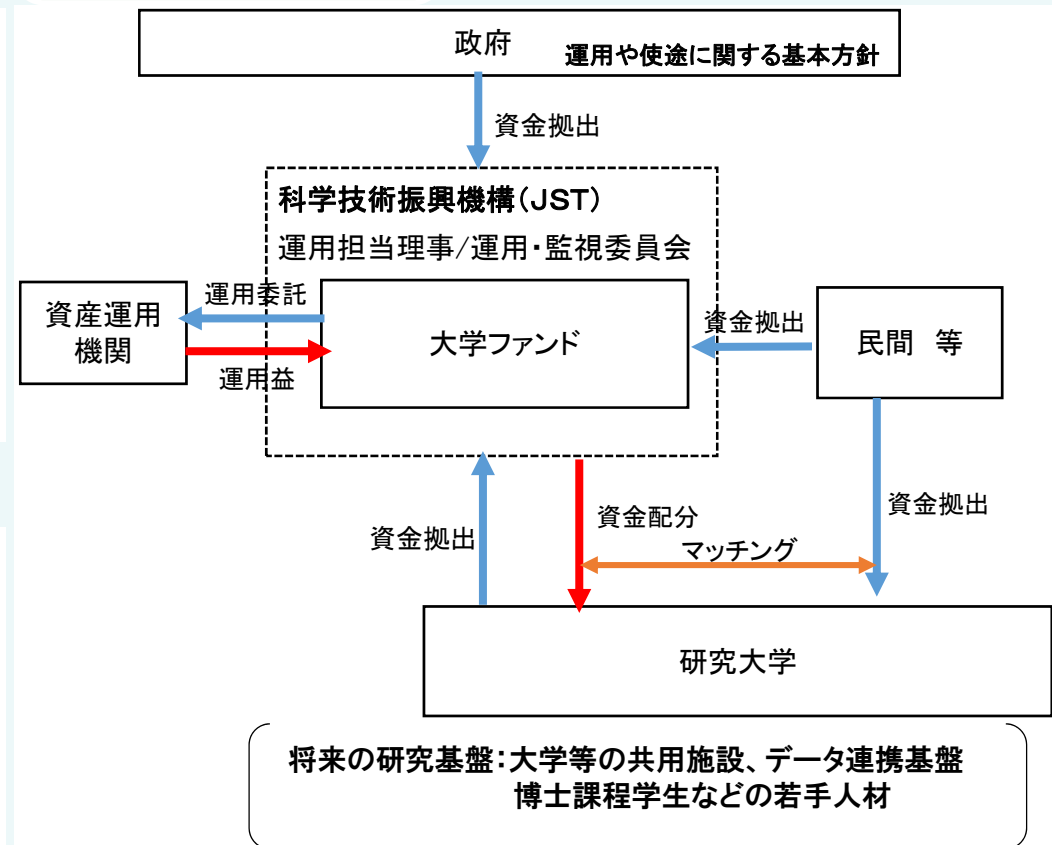 政府
運用や使途に関する基本方針
資金拠出
科学技術振興機構(JST)
運用担当理事/運用・監視委員会
運用委託
資産運用
機関
運用益
大学ファンド
資金拠出
民間　等
資金拠出
資金配分
資金拠出
マッチング
研究大学
将来の研究基盤:大学等の共用施設、データ連携基盤
博士課程学生などの若手人材